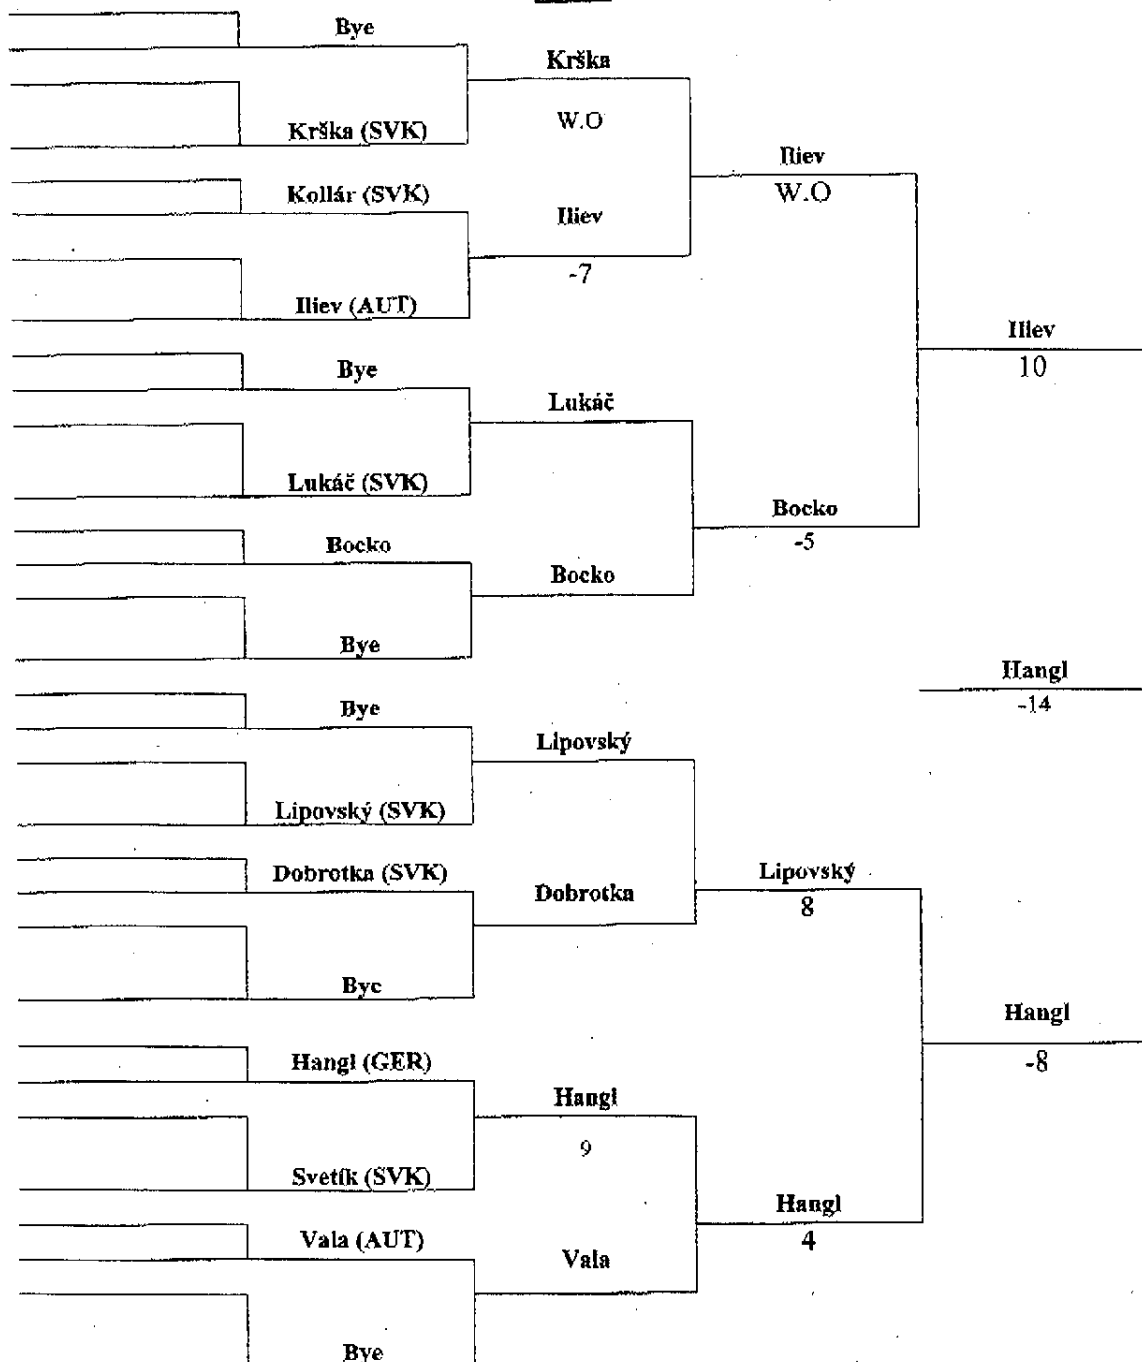 Bye
Krška
W.O
Krška (SVK)
Iliev
W.O
Kollár (SVK)
Iliev
-7
Iliev (AUT)
Iliev
10
Bye
Lukáč
Lukáč (SVK)
Bocko
-5
Bocko
Bocko
Bye
Hangl
-14
Bye
Lipovský
Lipovský (SVK)
Dobrotka (SVK)
Lipovský
8
Dobrotka
Bye
Hangl
-8
Hangl (GER)
Hangl
9
Svetík (SVK)
Hangl
4
Vala (AUT)
Vala
Bye